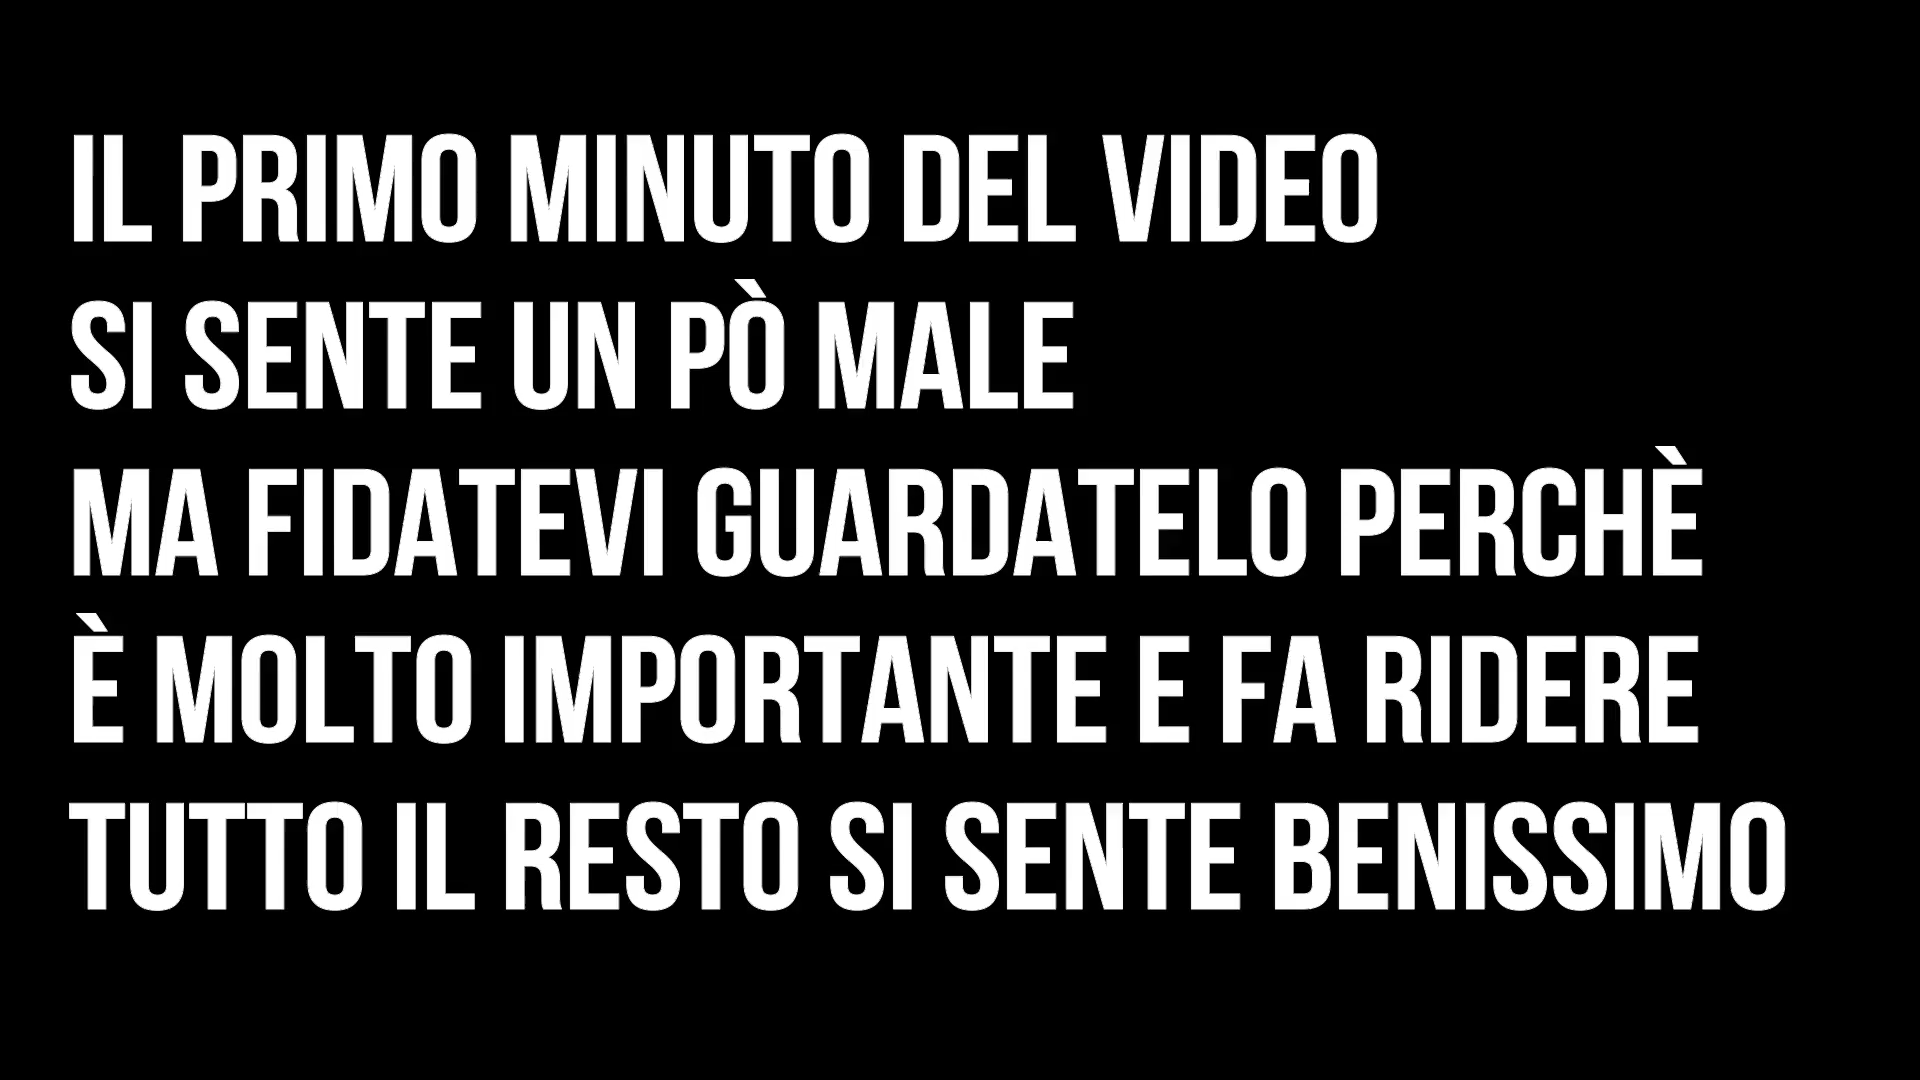 IL PRIMO MINUTO DEL VIDEO
SI SENTE UN PÒ MALE
MA FIDATEVI GUARDATELO PERCHÈ
È MOLTO IMPORTANTE E FA RIDERE
TUTTO IL RESTO SI SENTE BENISSIMO